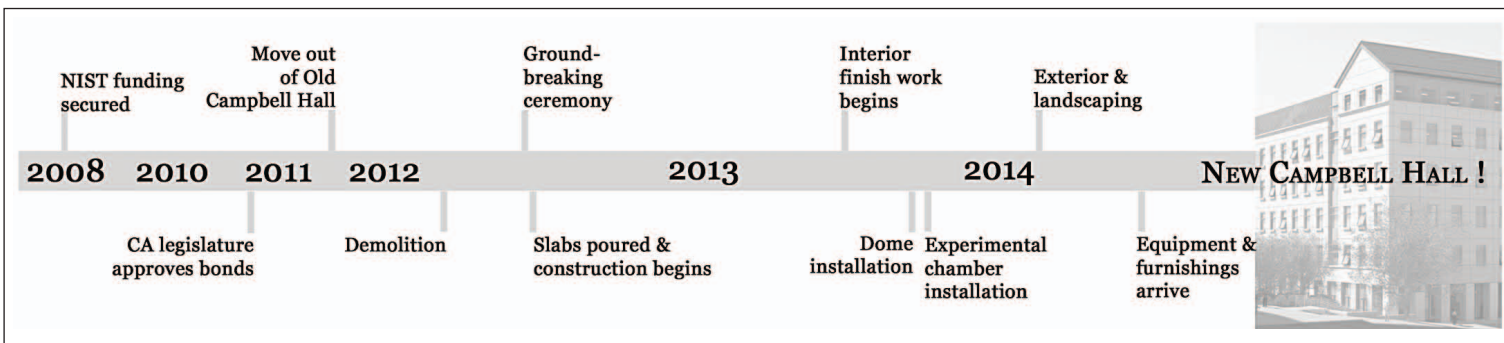 NIST funding
secured
Move out
of Old
Campbell Hall
Ground-
breaking
ceremony
Interior
finish work
begins
Exterior &
landscaping
2008 2010 2011 2012 2013 2014 NEW CAMPBELL HALL !
CA legislature
approves bonds
Demolition
Slabs poured &
construction begins
Dome
installation
Experimental
chamber
installation
Equipment &
furnishings
arrive